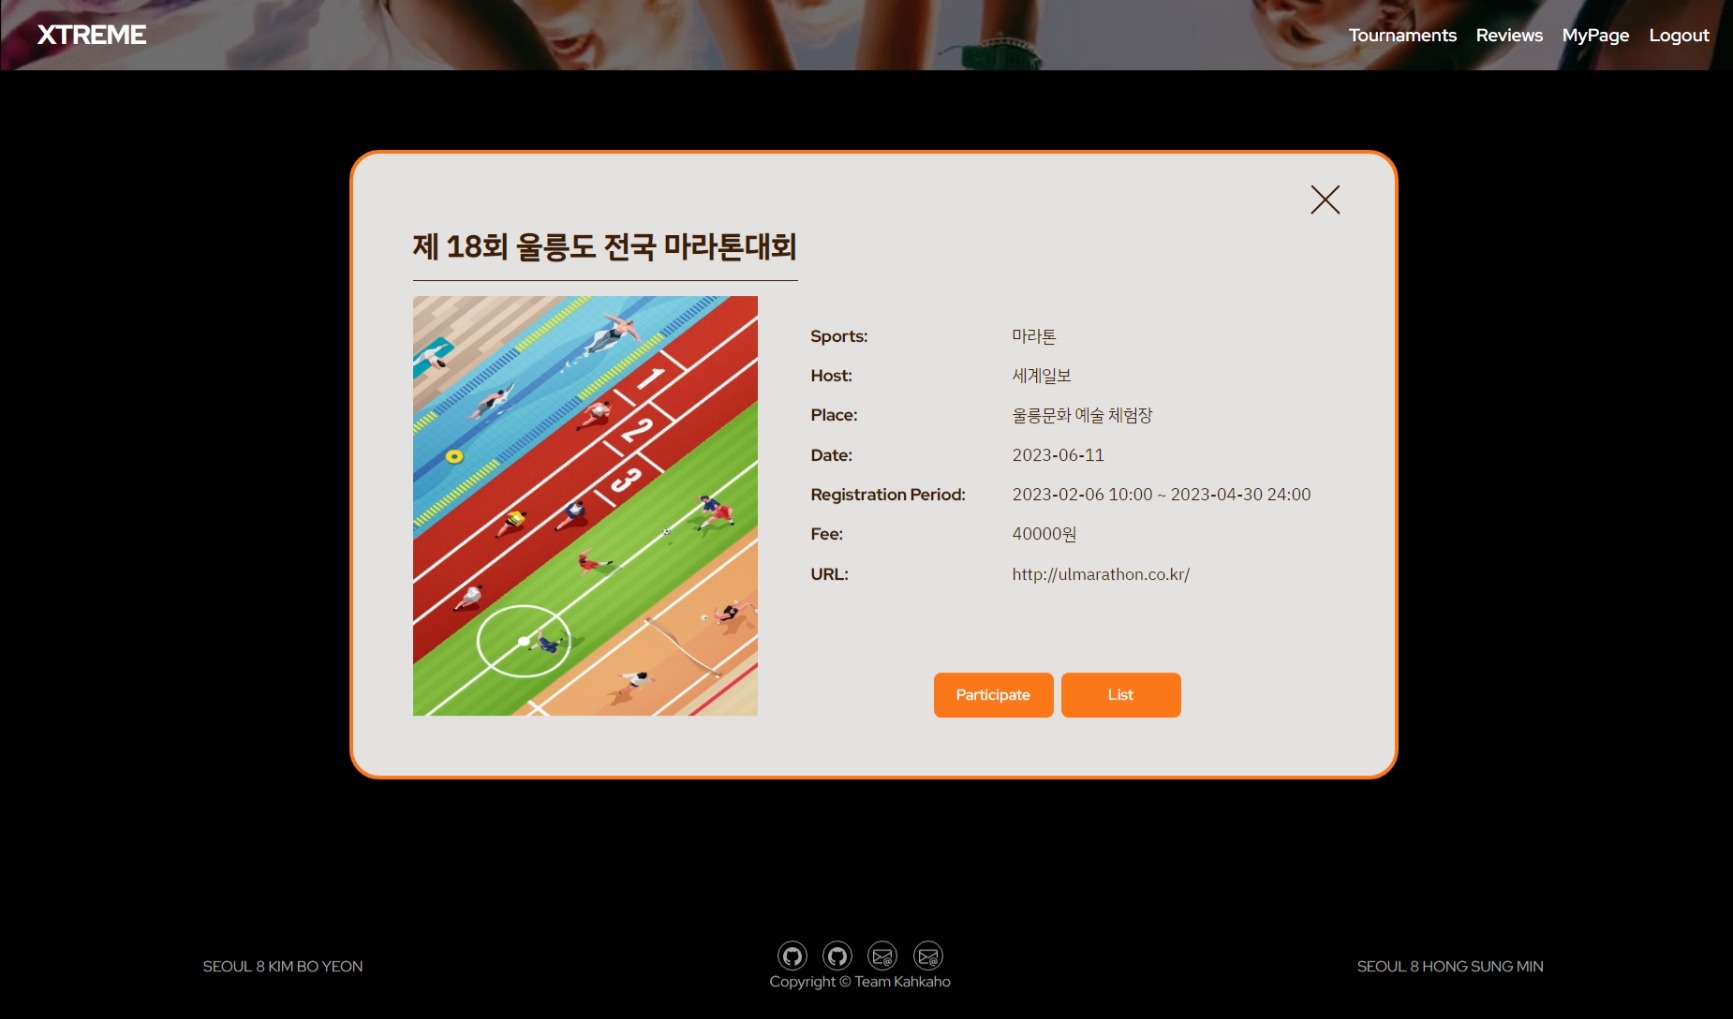 XTREME
Tournaments Reviews MyPage Logout
제 18회 울릉도 전국 마라톤대회
1
2
3
Sports: 마라톤
Host: 세계일보
Place: 울릉문화 예술 체험장
Date: 2023-06-11
Registration Period: 2023-02-06 10:00 ~ 2023-04-30 24:00
Fee: 40000원
URL: http://ulmarathon.co.kr/
Participate List
SEOUL 8 KIM BO YEON
Copyright © Team Kahkaho
SEOUL 8 HONG SUNG MIN